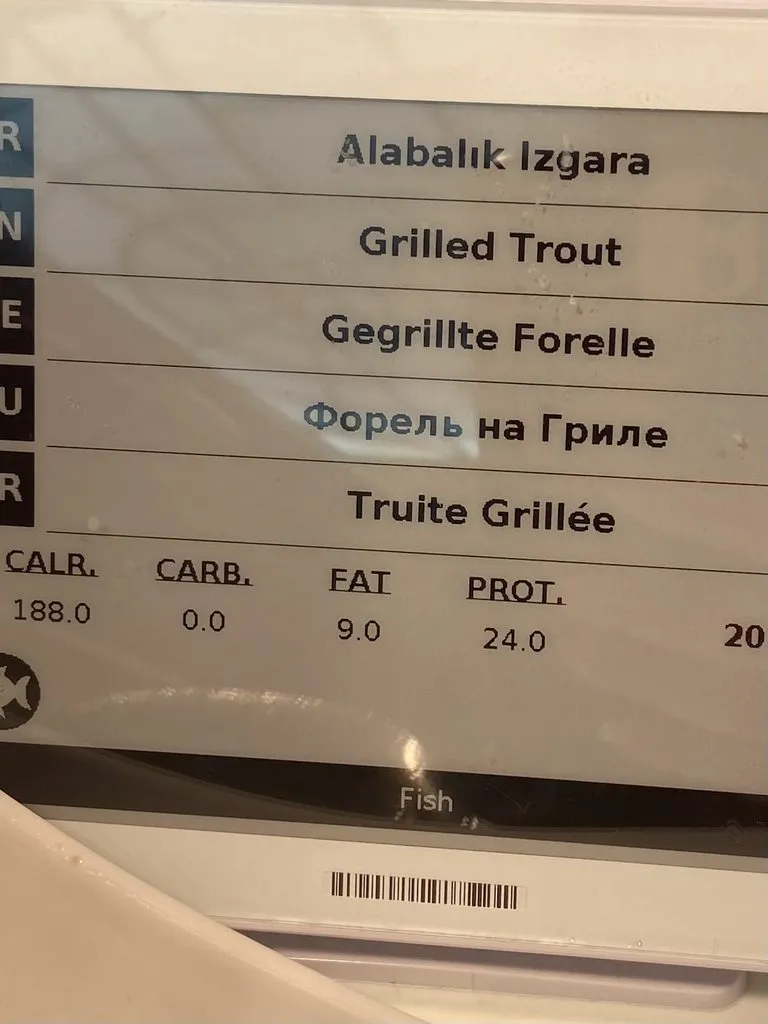 R Alabalık Izgara
N Grilled Trout
E Gegrillte Forelle
U Форель на Гриле
R Truite Grillée
CALR. CARB. FAT PROT.
188.0 0.0 9.0 24.0 20
Fish